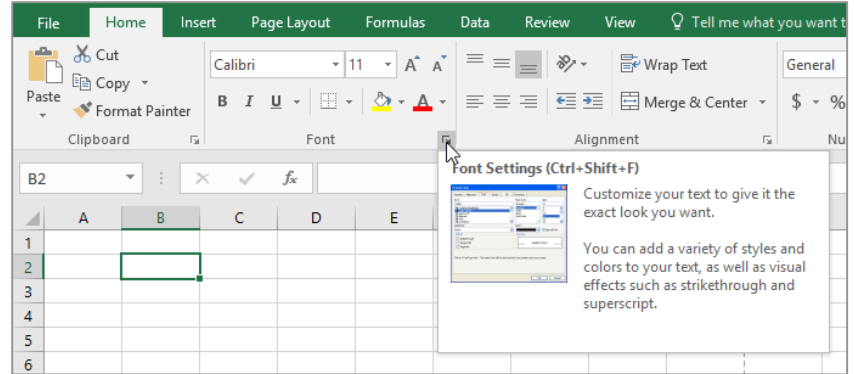 File Home Insert Page Layout Formulas Data Review View Tell me what you want t
Cut
Copy
Format Painter
Paste
Calibri 11 A A
B I U A
Wrap Text
Merge & Center
General
$ %
Clipboard Font Alignment Nu
B2 fx
Font Settings (Ctrl+Shift+F)
Customize your text to give it the
exact look you want.
You can add a variety of styles and
colors to your text, as well as visual
effects such as strikethrough and
superscript.
A B C D E
1
2
3
4
5
6